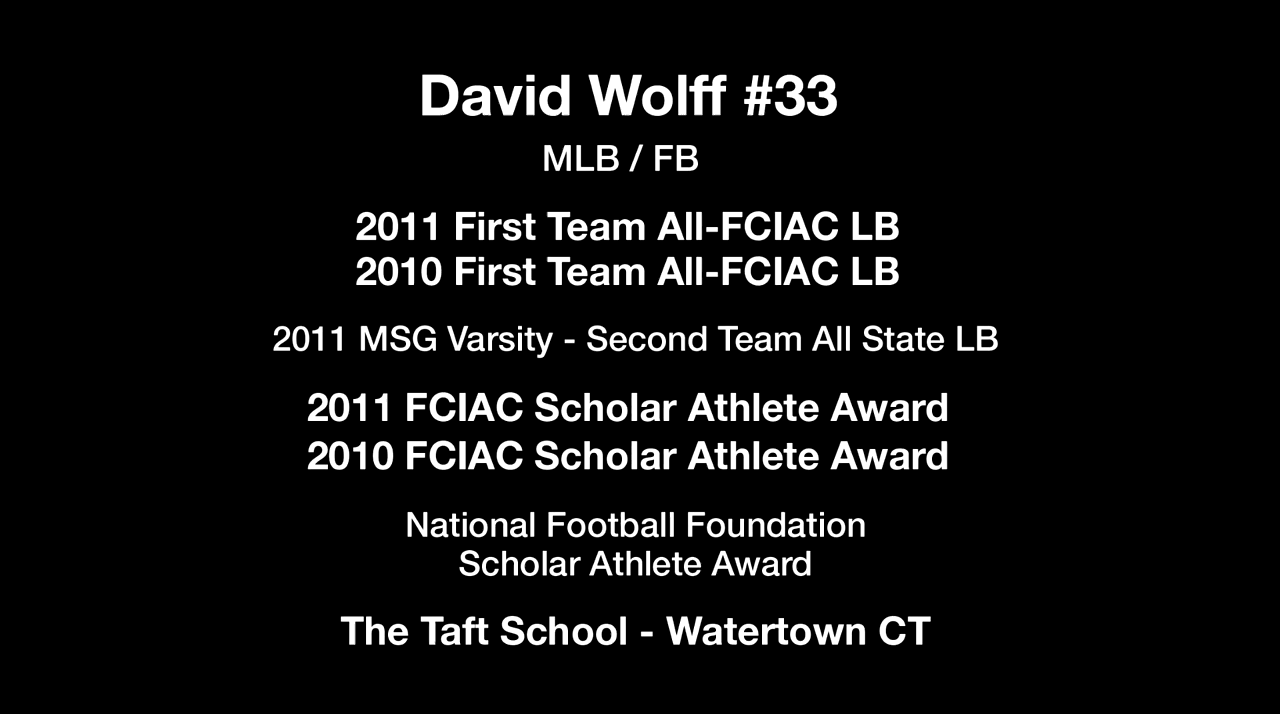 David Wolff #33
MLB / FB
2011 First Team All-FCIAC LB
2010 First Team All-FCIAC LB
2011 MSG Varsity - Second Team All State LB
2011 FCIAC Scholar Athlete Award
2010 FCIAC Scholar Athlete Award
National Football Foundation
Scholar Athlete Award
The Taft School - Watertown CT